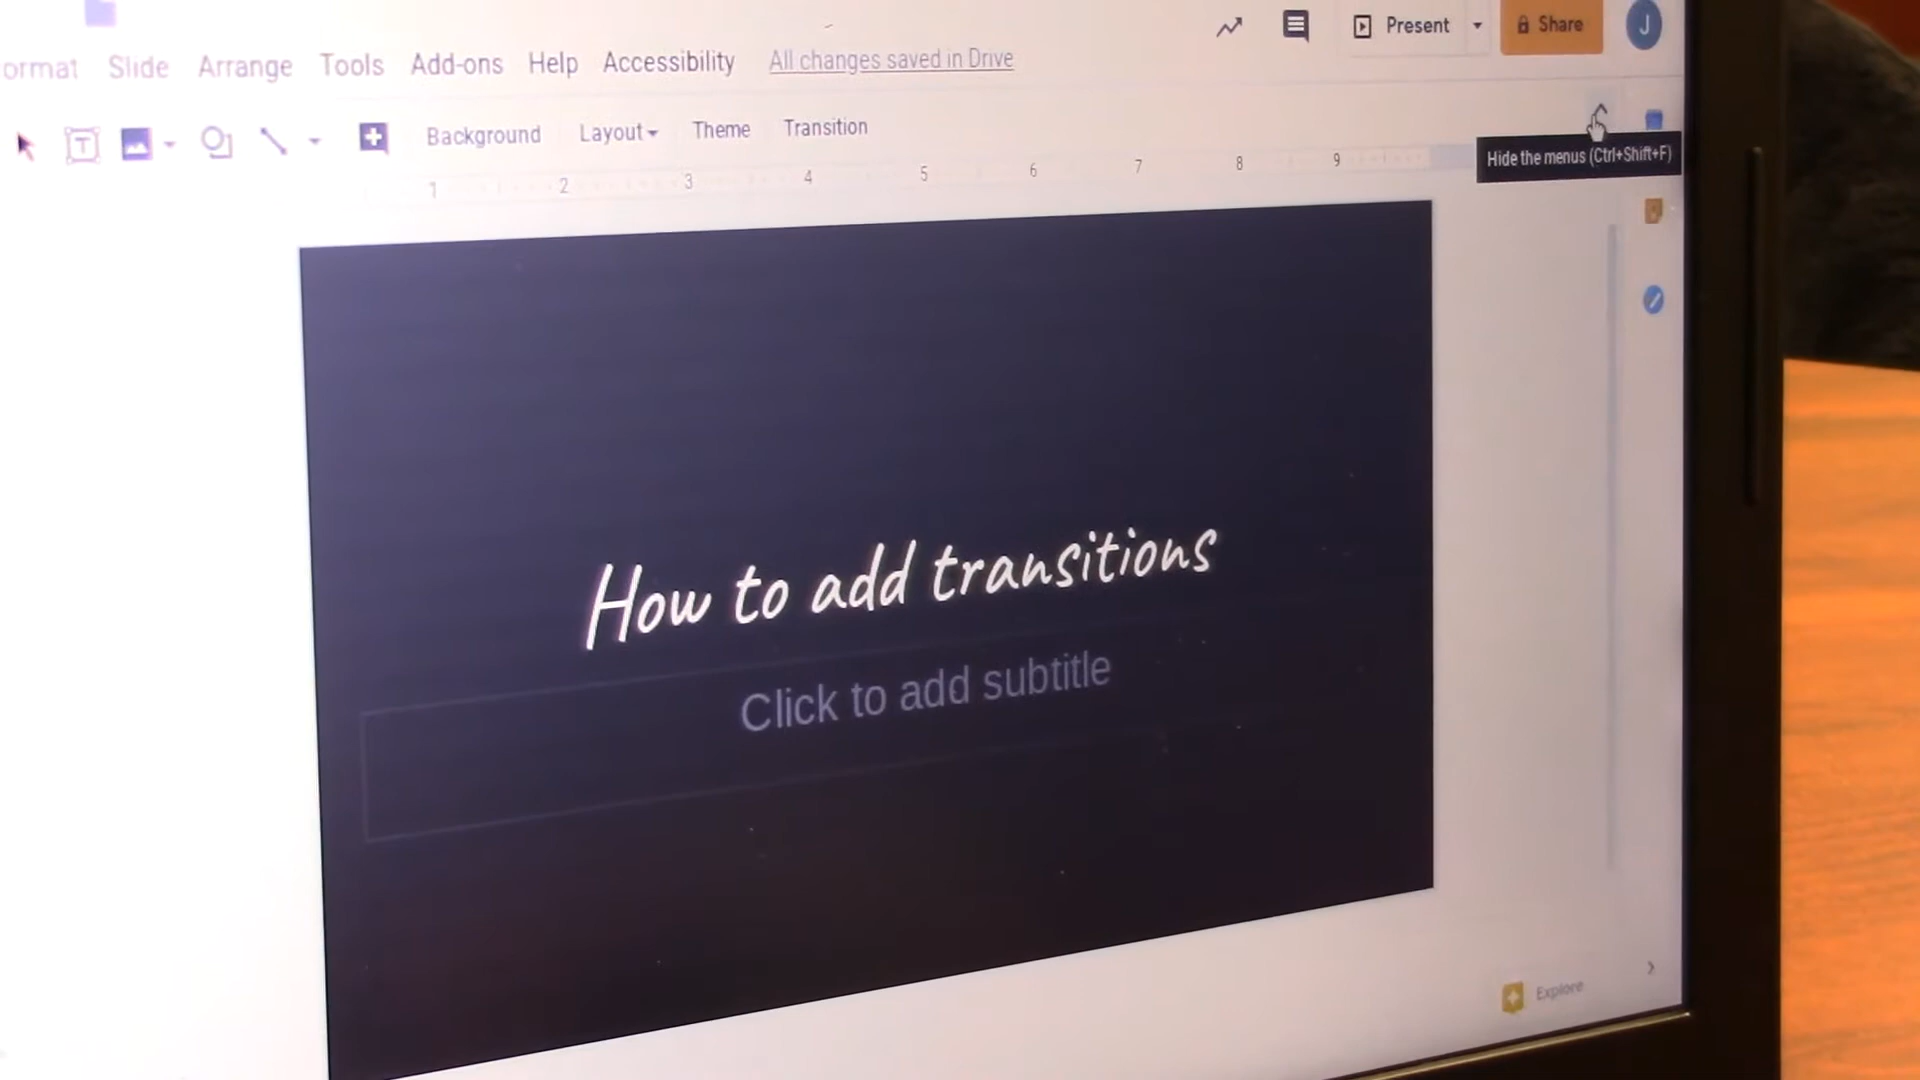 Present
Share
J
ormat Slide Arrange Tools Add-ons Help Accessibility All changes saved in Drive
T
Background Layout Theme Transition
Hide the menus (Ctrl+Shift+F)
1 2 3 4 5 6 7 8 9
How to add transitions
Click to add subtitle
Explore